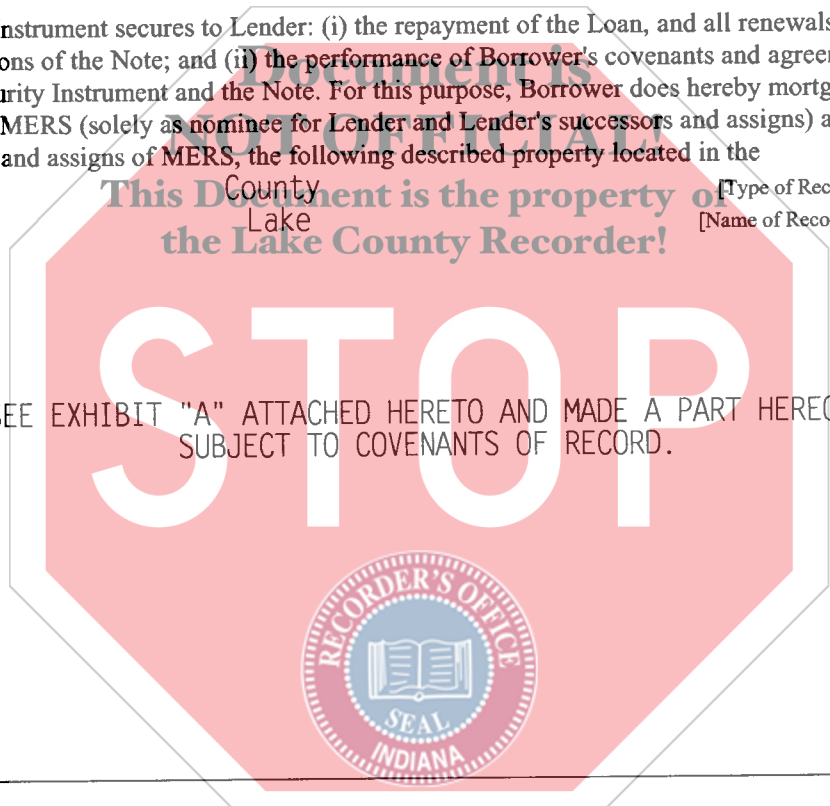 nstrument secures to Lender: (i) the repayment of the Loan, and all renewals
ons of the Note; and (ii) the performance of Borrower's covenants and agreer
rity Instrument and the Note. For this purpose, Borrower does hereby mortg
MERS (solely as nominee for Lender and Lender's successors and assigns) a
and assigns of MERS, the following described property located in the
County [Type of Rec
Lake [Name of Reco
Document is
NOT OFFICIAL!
This Document is the property of
the Lake County Recorder!
STOP
EE EXHIBIT "A" ATTACHED HERETO AND MADE A PART HEREO
SUBJECT TO COVENANTS OF RECORD.
RECORDER'S OFFICE
SEAL
INDIANA